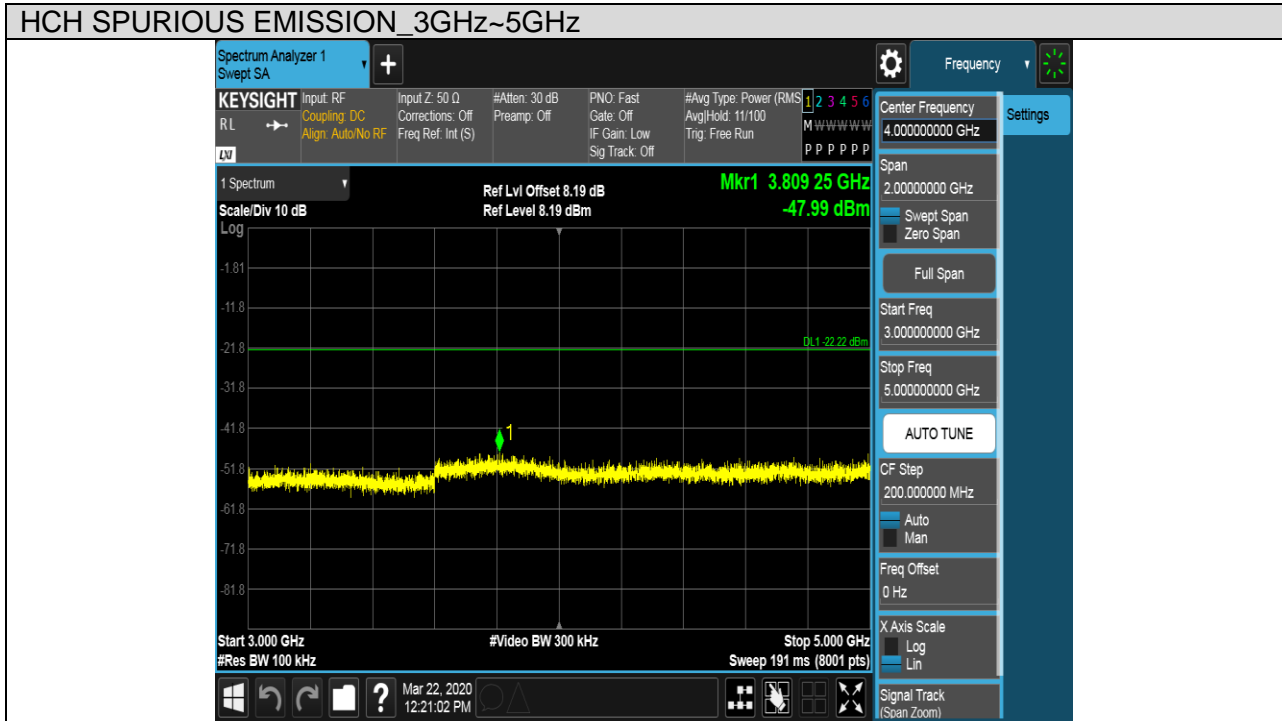 HCH SPURIOUS EMISSION_3GHz~5GHz
Spectrum Analyzer 1
Swept SA
+
Frequency
KEYSIGHT
RL
LXI
Input: RF
Coupling: DC
Align: Auto/No RF
Input Z: 50 Ω
Corrections: Off
Freq Ref: Int (S)
#Atten: 30 dB
Preamp: Off
PNO: Fast
Gate: Off
IF Gain: Low
Sig Track: Off
#Avg Type: Power (RMS
Avg|Hold: 11/100
Trig: Free Run
1 2 3 4 5 6
M W W W W W
P P P P P P
1 Spectrum
Scale/Div 10 dB
Log
Ref Lvl Offset 8.19 dB
Ref Level 8.19 dBm
Mkr1 3.809 25 GHz
-47.99 dBm
-1.81
-11.8
-21.8
DL1 -22.22 dBm
-31.8
-41.8
1
-51.8
-61.8
-71.8
-81.8
Start 3.000 GHz
#Video BW 300 kHz
Stop 5.000 GHz
#Res BW 100 kHz
Sweep 191 ms (8001 pts)
?
Mar 22, 2020
12:21:02 PM
Center Frequency
4.000000000 GHz
Settings
Span
2.00000000 GHz
Swept Span
Zero Span
Full Span
Start Freq
3.000000000 GHz
Stop Freq
5.000000000 GHz
AUTO TUNE
CF Step
200.000000 MHz
Auto
Man
Freq Offset
0 Hz
X Axis Scale
Log
Lin
Signal Track
(Span Zoom)